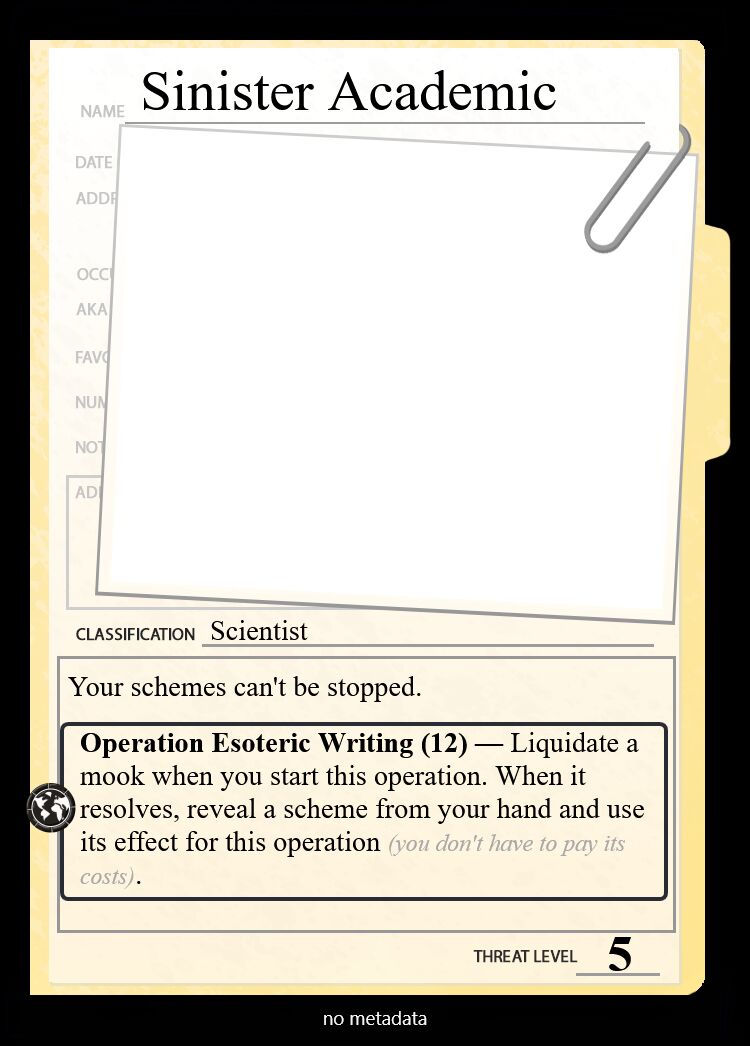 NAME Sinister Academic
DATE
ADDR
OCCU
AKA
FAVO
NUM
NOT
ADD
CLASSIFICATION Scientist
Your schemes can't be stopped.
Operation Esoteric Writing (12) — Liquidate a
mook when you start this operation. When it
resolves, reveal a scheme from your hand and use
its effect for this operation (you don't have to pay its
costs).
THREAT LEVEL 5
no metadata